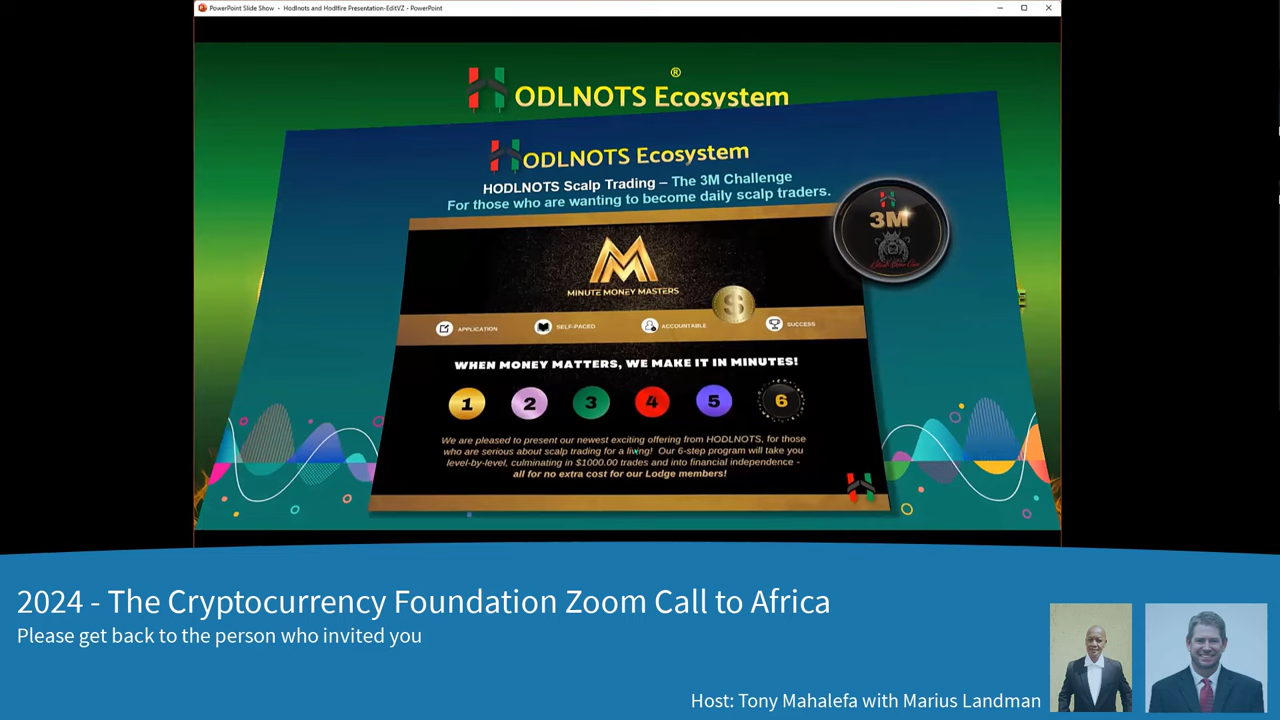 PowerPoint Slide Show - Hodlnots and Hodlfire Presentation-EditVZ - PowerPoint
HODLNOTS Ecosystem ®
HODLNOTS Ecosystem
HODLNOTS Scalp Trading – The 3M Challenge
For those who are wanting to become daily scalp traders.
3M
MINUTE MONEY MASTERS
$
APPLICATION SELF-PACED ACCOUNTABLE SUCCESS
WHEN MONEY MATTERS, WE MAKE IT IN MINUTES!
1 2 3 4 5 6
We are pleased to present our newest exciting offering from HODLNOTS, for those
who are serious about scalp trading for a living! Our 6-step program will take you
level-by-level, culminating in $1000.00 trades and into financial independence -
all for no extra cost for our Lodge members!
2024 - The Cryptocurrency Foundation Zoom Call to Africa
Please get back to the person who invited you
Host: Tony Mahalefa with Marius Landman